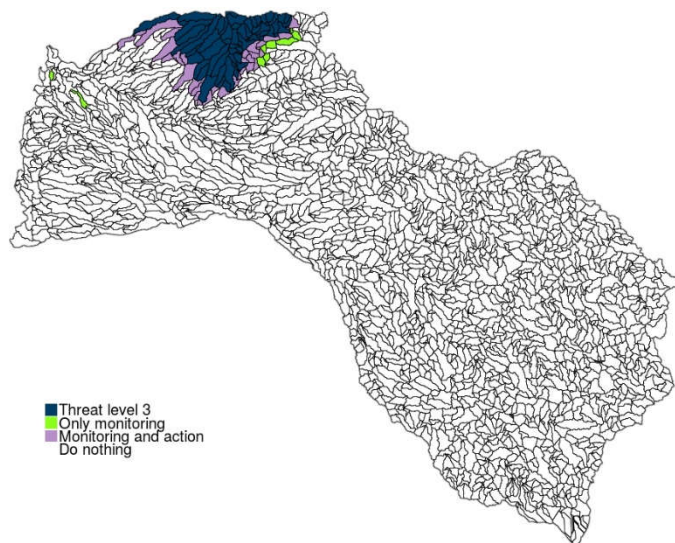 Threat level 3
Only monitoring
Monitoring and action
Do nothing